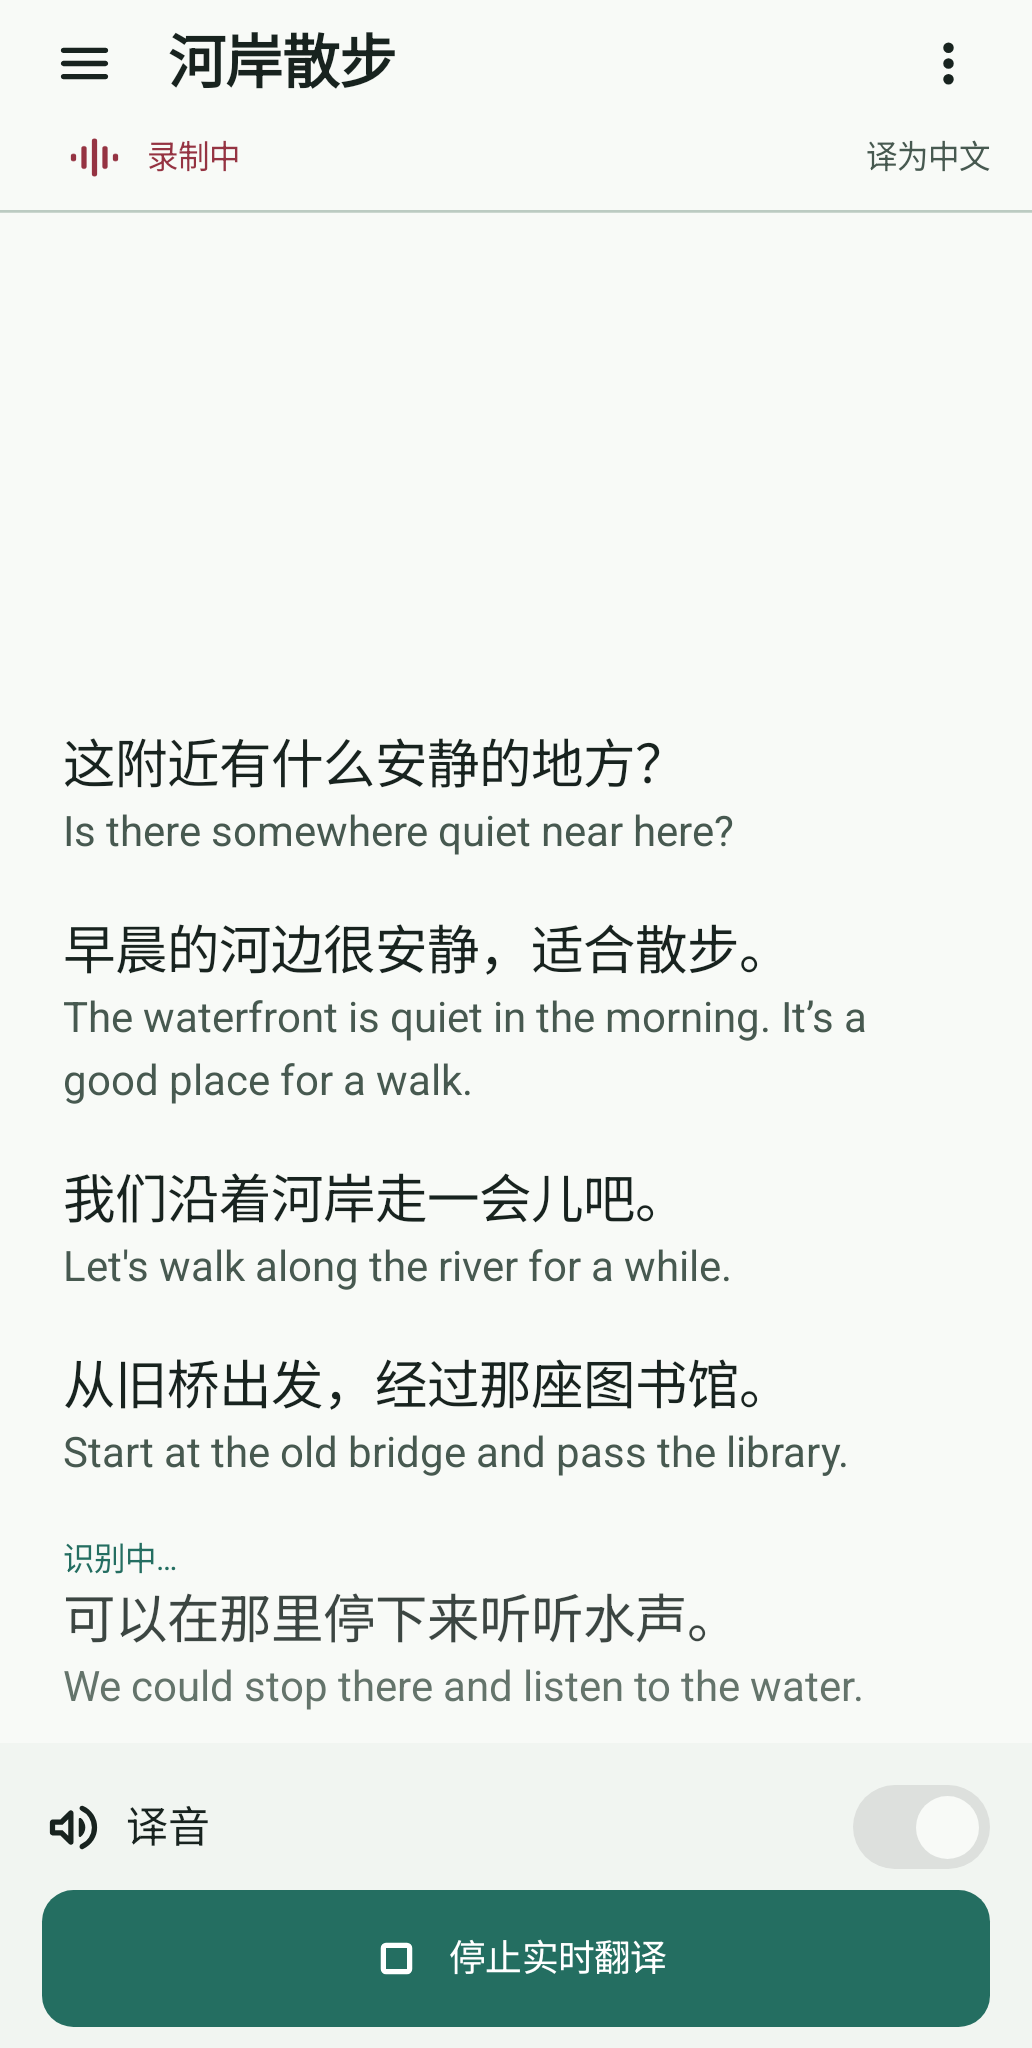 河岸散步
录制中
译为中文
这附近有什么安静的地方？
Is there somewhere quiet near here?
早晨的河边很安静，适合散步。
The waterfront is quiet in the morning. It’s a
good place for a walk.
我们沿着河岸走一会儿吧。
Let's walk along the river for a while.
从旧桥出发，经过那座图书馆。
Start at the old bridge and pass the library.
识别中…
可以在那里停下来听听水声。
We could stop there and listen to the water.
译音
停止实时翻译